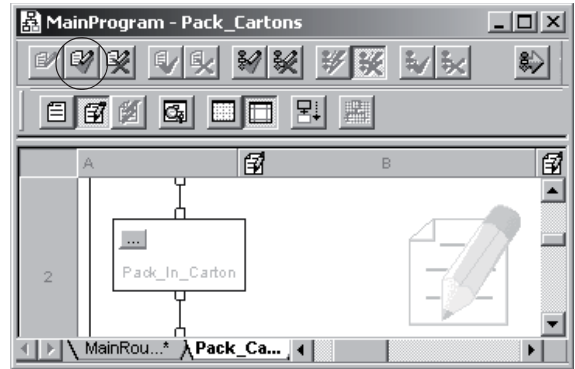 MainProgram - Pack_Cartons
A B
...
Pack_In_Carton
2
MainRou...* Pack_Ca...